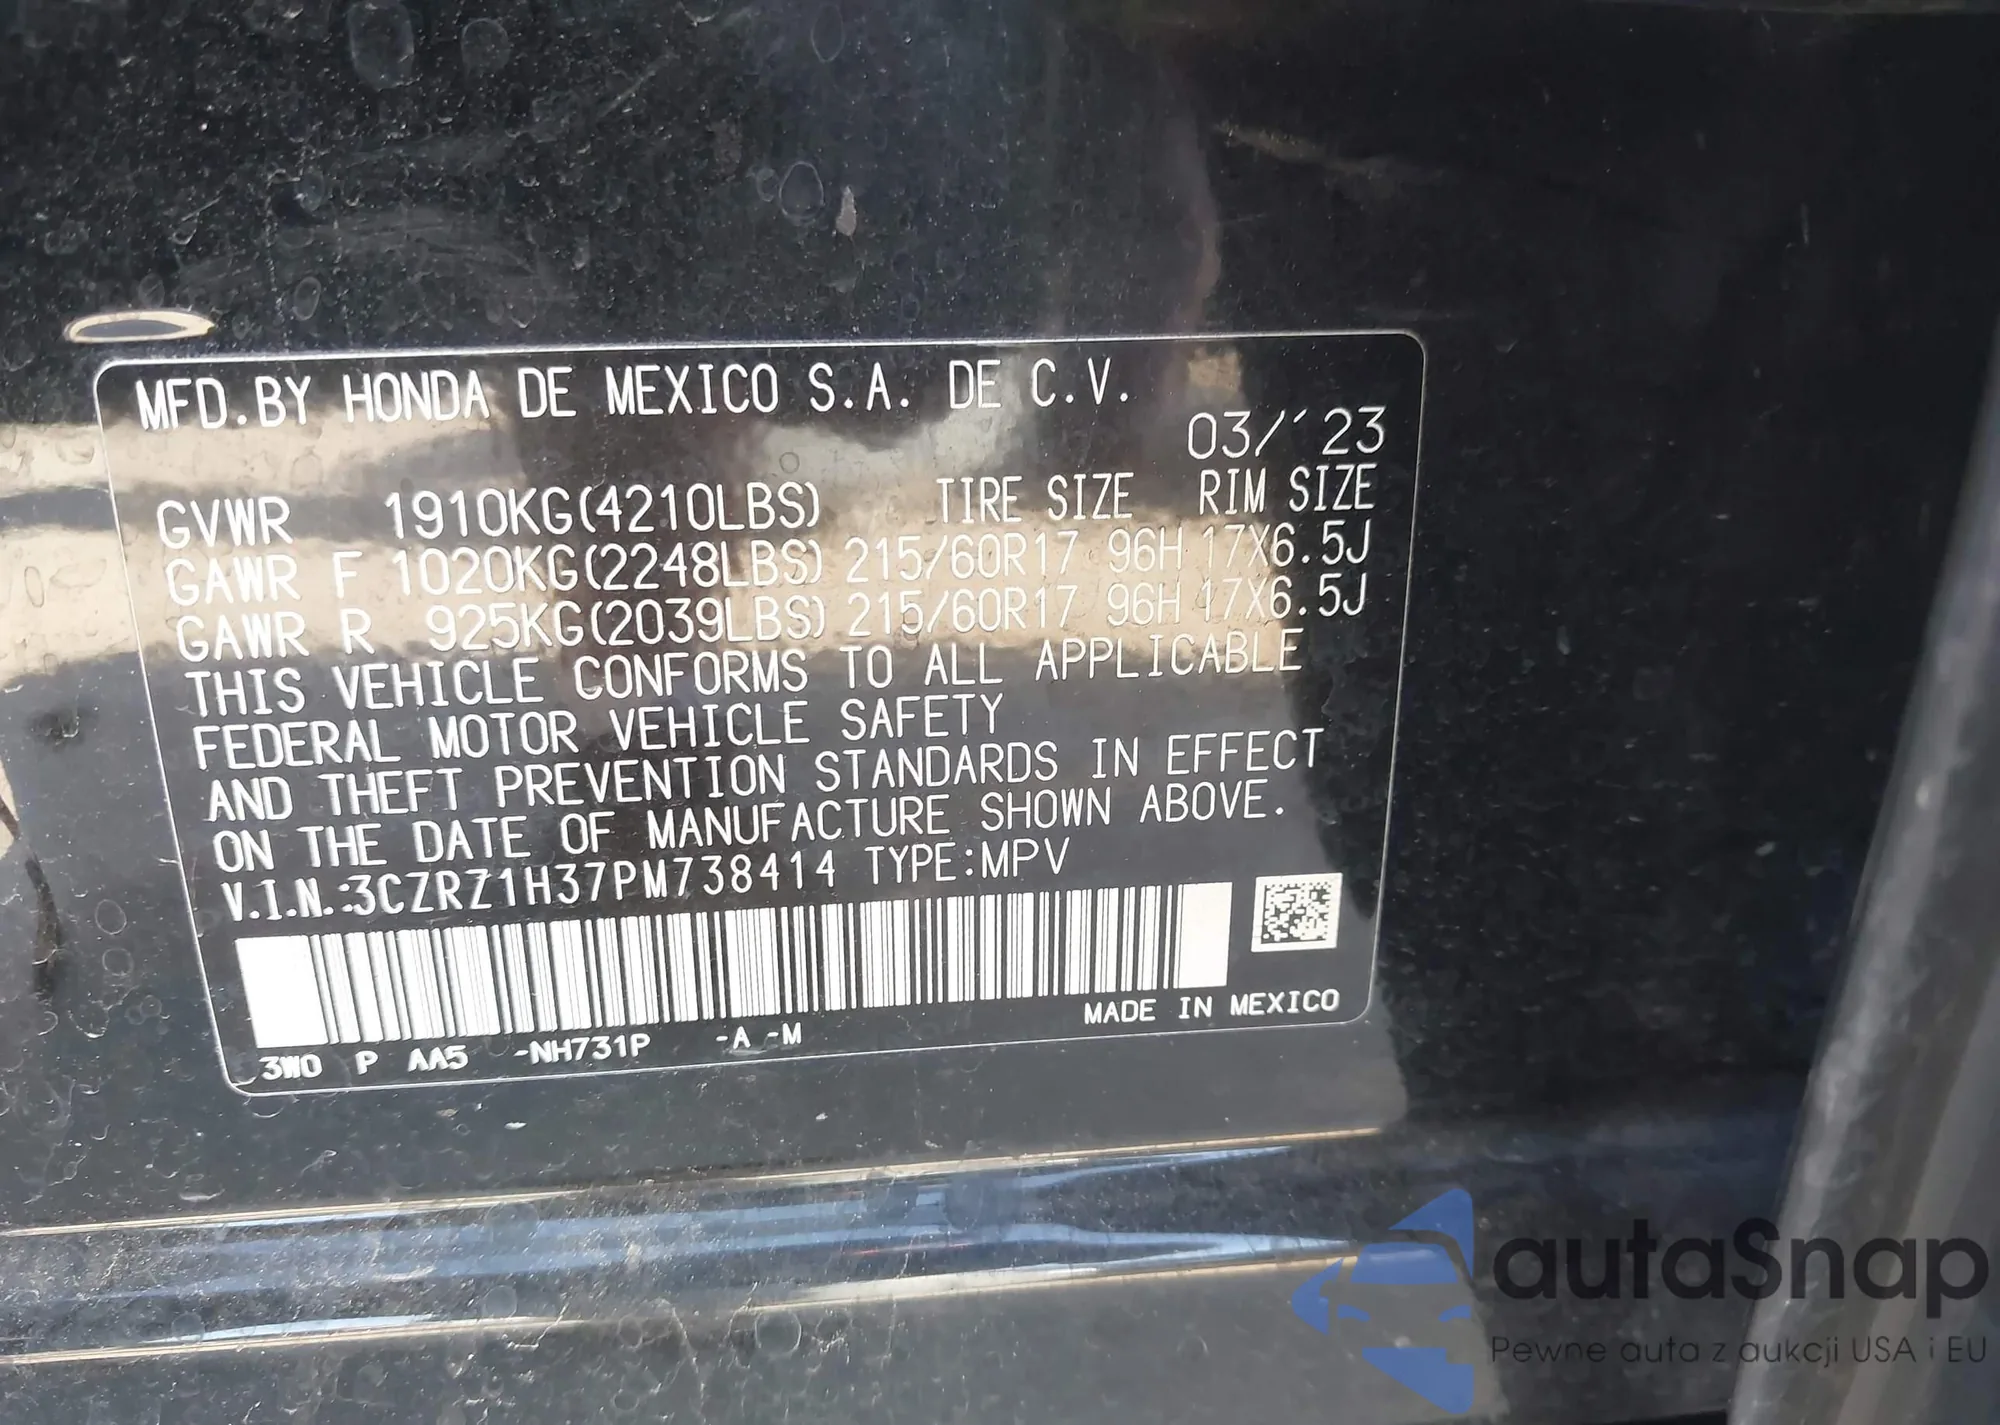 MFD.BY HONDA DE MEXICO S.A. DE C.V.
03/´23
GVWR 1910KG(4210LBS) TIRE SIZE RIM SIZE
GAWR F 1020KG(2248LBS) 215/60R17 96H 17X6.5J
GAWR R 925KG(2039LBS) 215/60R17 96H 17X6.5J
THIS VEHICLE CONFORMS TO ALL APPLICABLE
FEDERAL MOTOR VEHICLE SAFETY
AND THEFT PREVENTION STANDARDS IN EFFECT
ON THE DATE OF MANUFACTURE SHOWN ABOVE.
V.I.N.:3CZRZ1H37PM738414 TYPE:MPV
MADE IN MEXICO
3W0 P AA5 -NH731P -A -M
autaSnap
Pewne auta z aukcji USA i EU